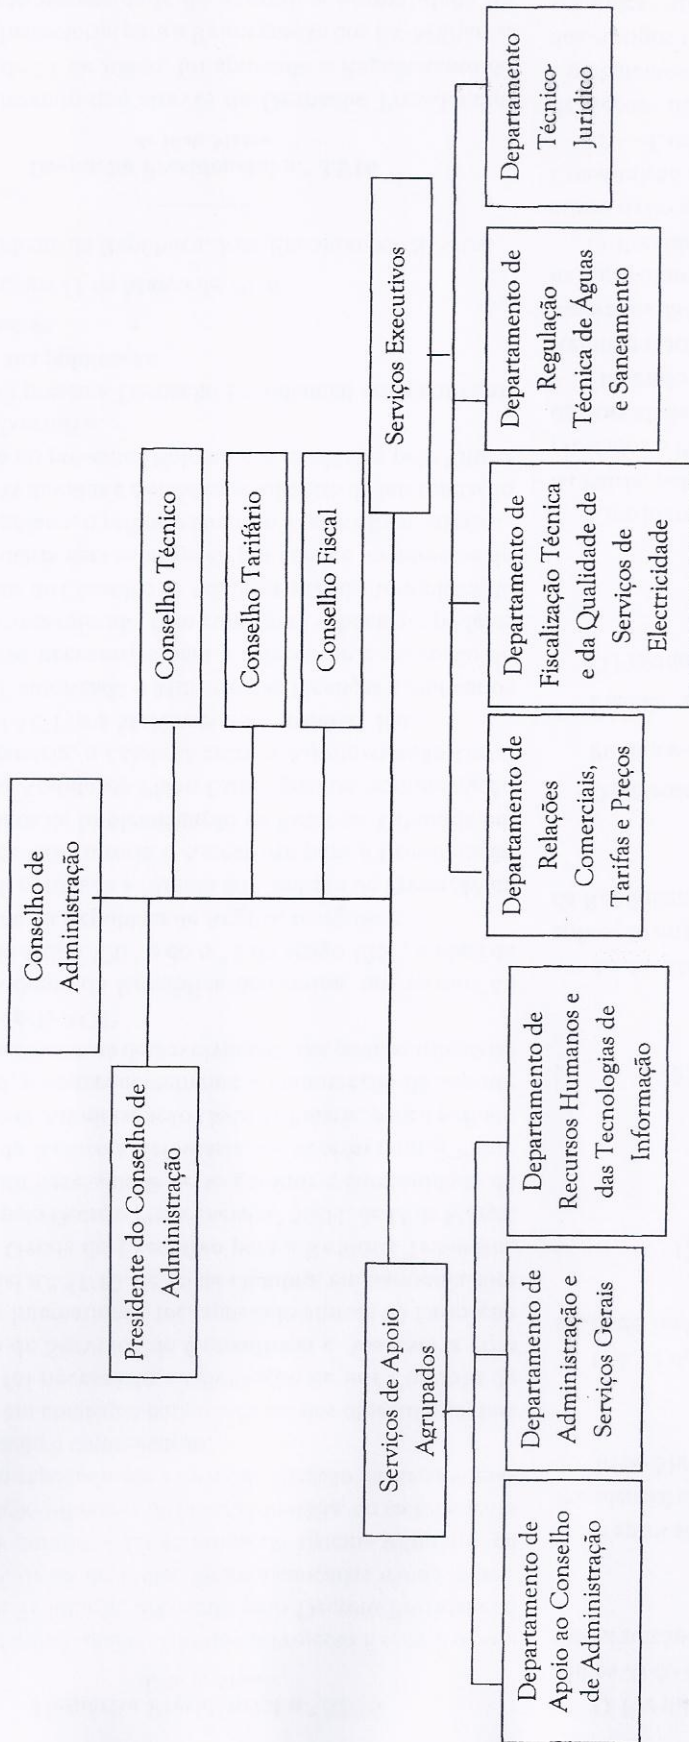 Conselho de
Administração
Presidente do Conselho de
Administração
Conselho Técnico
Conselho Tarifário
Conselho Fiscal
Serviços de Apoio
Agrupados
Serviços Executivos
Departamento de
Apoio ao Conselho
de Administração
Departamento de
Administração e
Serviços Gerais
Departamento de
Recursos Humanos e
das Tecnologias de
Informação
Departamento de
Relações
Comerciais,
Tarifas e Preços
Departamento de
Fiscalização Técnica
e da Qualidade de
Serviços de
Electricidade
Departamento de
Regulação
Técnica de Águas
e Saneamento
Departamento
Técnico-
Jurídico